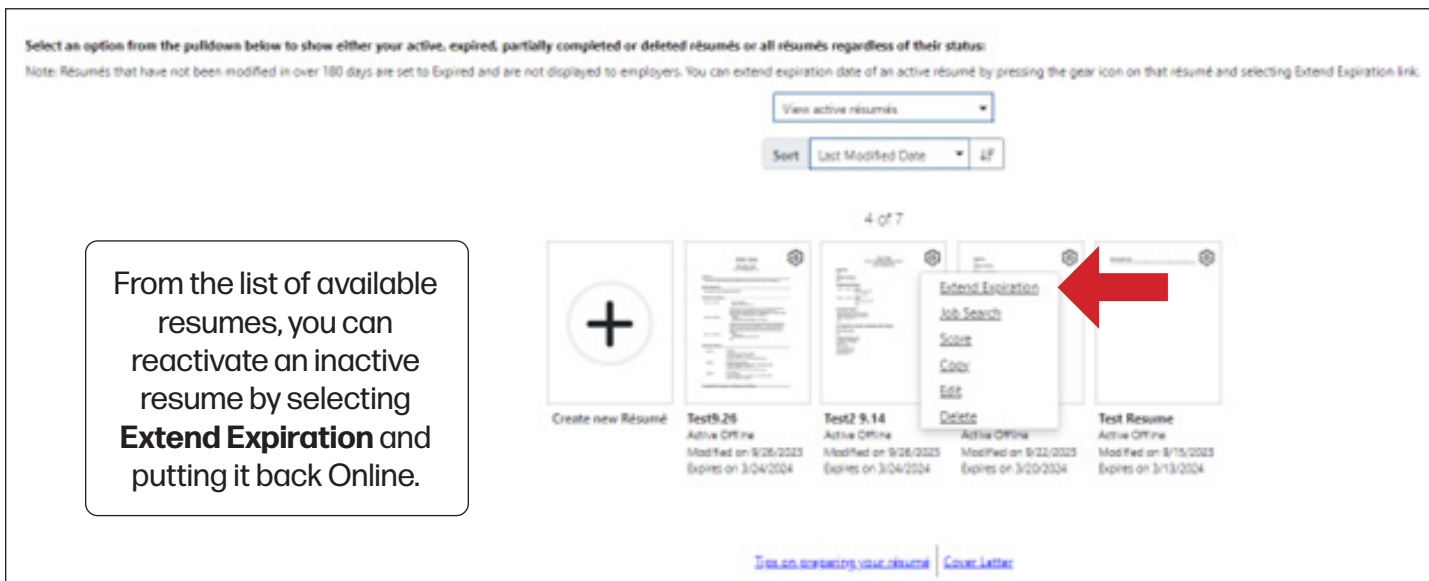 Select an option from the pulldown below to show either your active, expired, partially completed or deleted résumés or all résumés regardless of their status:
Note: Résumés that have not been modified in over 180 days are set to Expired and are not displayed to employers. You can extend expiration date of an active résumé by pressing the gear icon on that résumé and selecting Extend Expiration link.
View active résumés
Sort Last Modified Date
4 of 7
From the list of available
resumes, you can
reactivate an inactive
resume by selecting
Extend Expiration and
putting it back Online.
Extend Expiration
Job Search
Score
Copy
Edit
Delete
Create new Résumé
Test9.26
Active Offline
Modified on 9/26/2023
Expires on 3/24/2024
Test2 9.14
Active Offline
Modified on 9/26/2023
Expires on 3/24/2024
Active Offline
Modified on 9/22/2023
Expires on 3/20/2024
Test Resume
Active Offline
Modified on 9/15/2023
Expires on 3/13/2024
Tips on preparing your résumé | Cover Letter